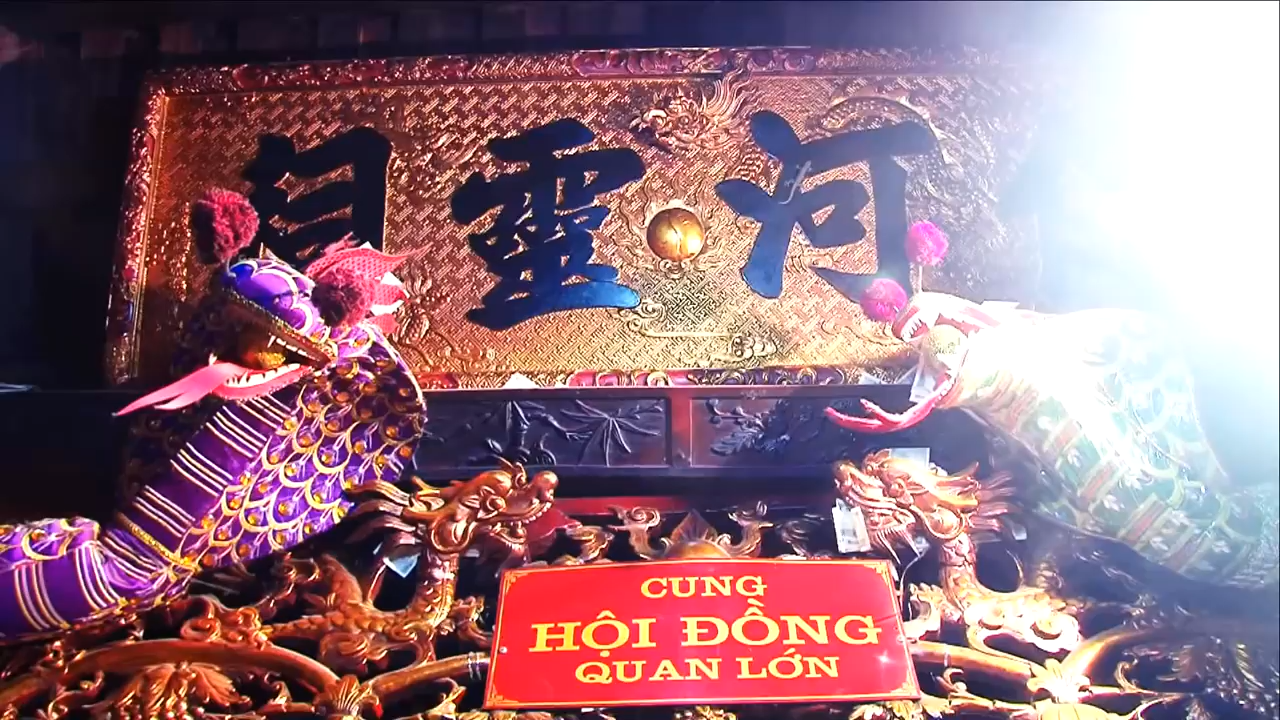 河靈
CUNG
HỘI ĐỒNG
QUAN LỚN